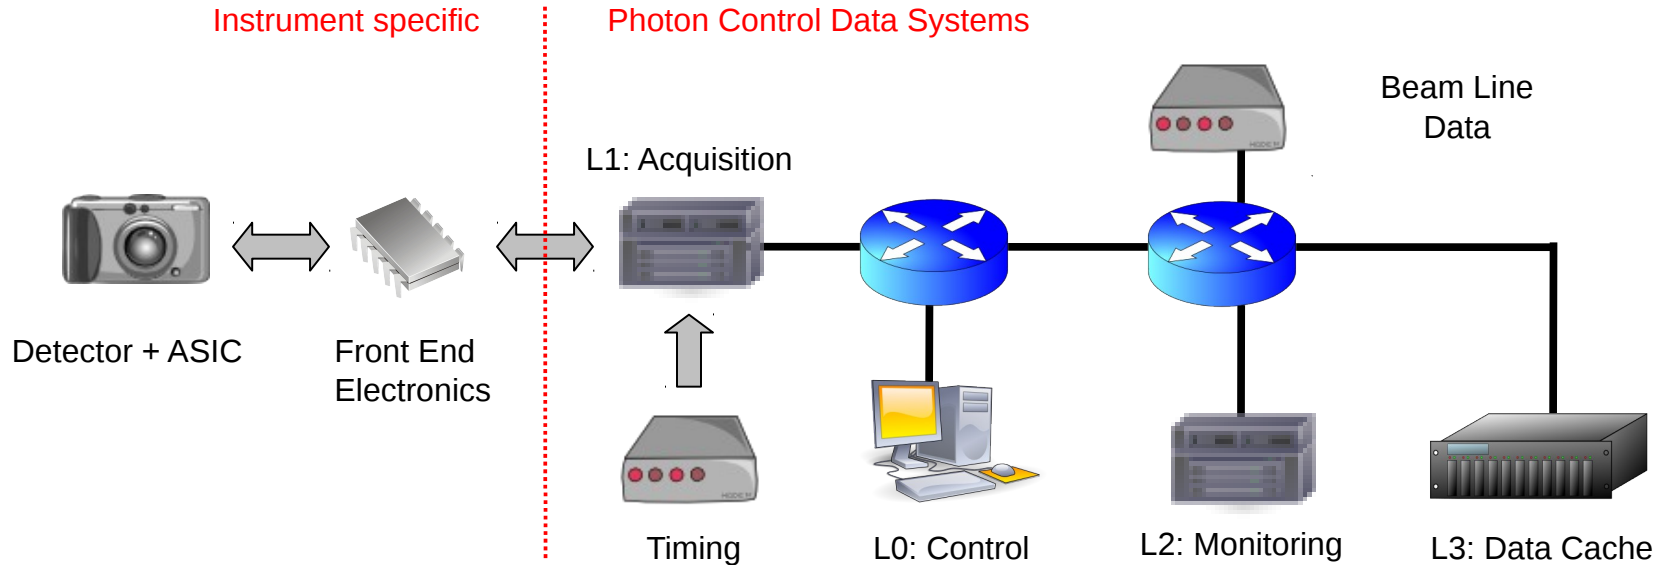 Instrument specific
Photon Control Data Systems
Beam Line
Data
L1: Acquisition
Detector + ASIC
Front End
Electronics
Timing
L0: Control
L2: Monitoring
L3: Data Cache